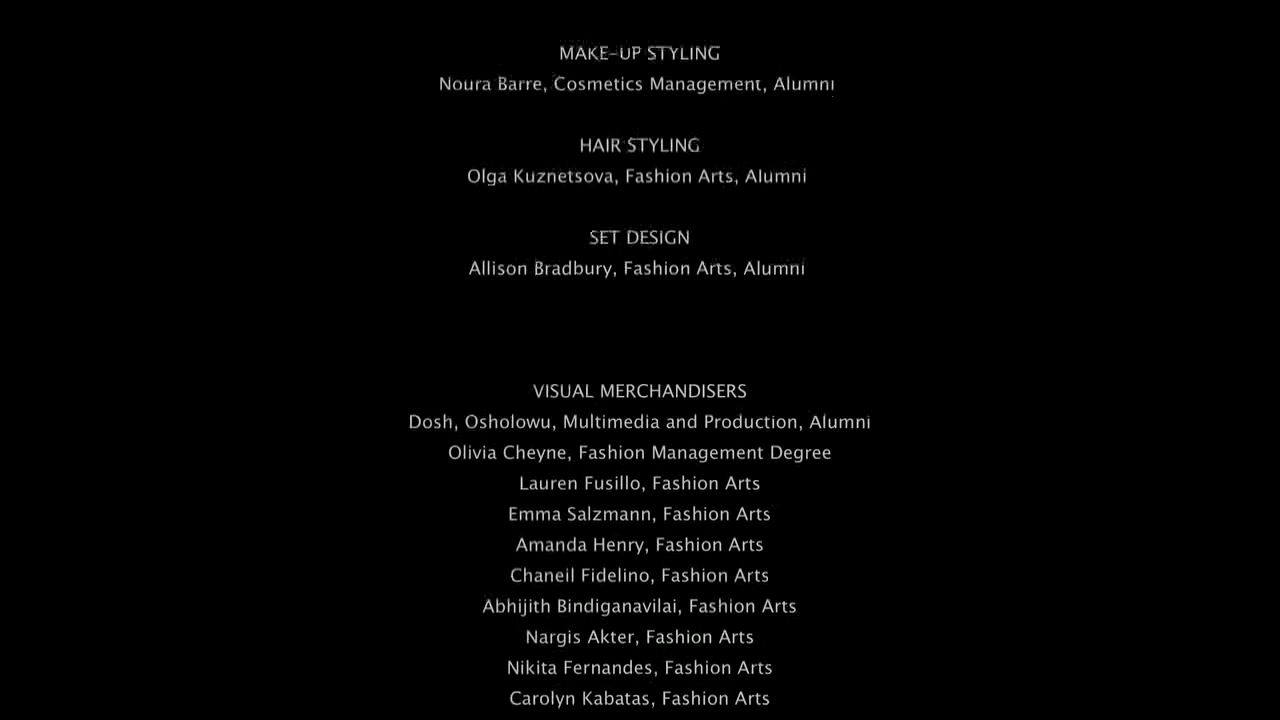 MAKE-UP STYLING
Noura Barre, Cosmetics Management, Alumni
HAIR STYLING
Olga Kuznetsova, Fashion Arts, Alumni
SET DESIGN
Allison Bradbury, Fashion Arts, Alumni
VISUAL MERCHANDISERS
Dosh, Osholowu, Multimedia and Production, Alumni
Olivia Cheyne, Fashion Management Degree
Lauren Fusillo, Fashion Arts
Emma Salzmann, Fashion Arts
Amanda Henry, Fashion Arts
Chaneil Fidelino, Fashion Arts
Abhijith Bindiganavilai, Fashion Arts
Nargis Akter, Fashion Arts
Nikita Fernandes, Fashion Arts
Carolyn Kabatas, Fashion Arts